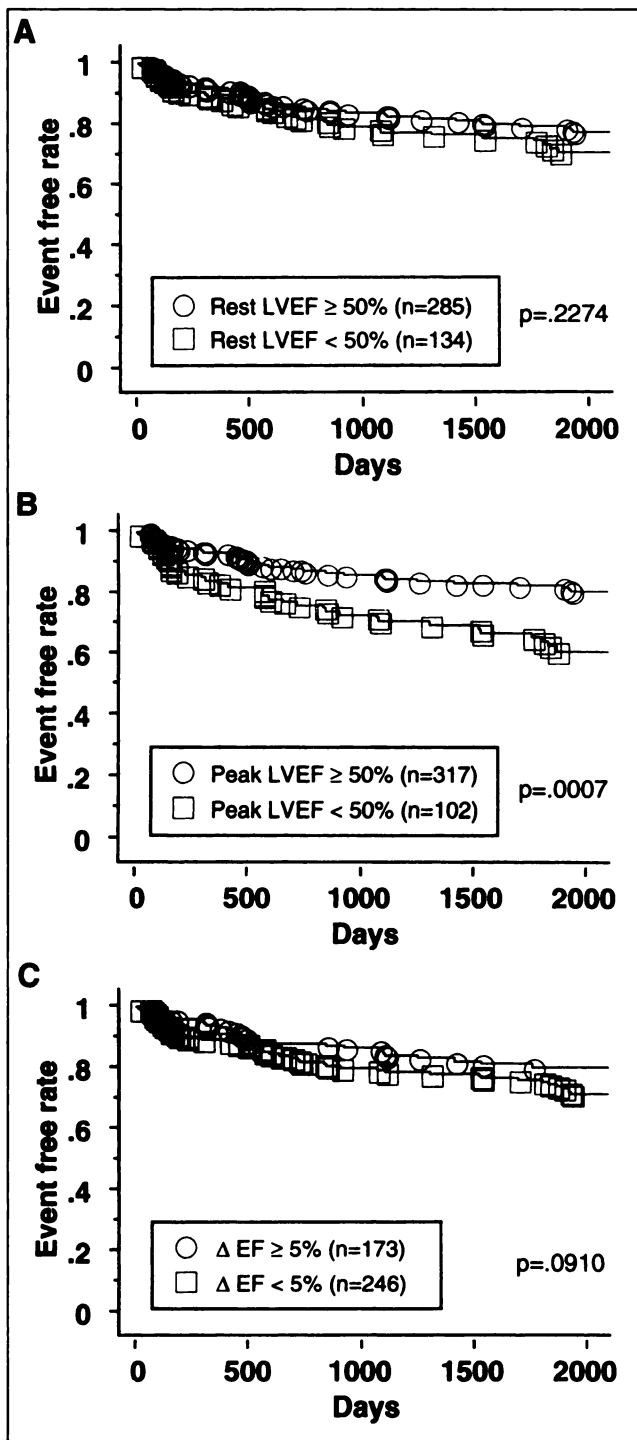 A
Event free rate
1
.8
.6
.4
.2
0
Rest LVEF ≥ 50% (n=285)
Rest LVEF < 50% (n=134)
p=.2274
0 500 1000 1500 2000
Days
B
Event free rate
1
.8
.6
.4
.2
0
Peak LVEF ≥ 50% (n=317)
Peak LVEF < 50% (n=102)
p=.0007
0 500 1000 1500 2000
Days
C
Event free rate
1
.8
.6
.4
.2
0
Δ EF ≥ 5% (n=173)
Δ EF < 5% (n=246)
p=.0910
0 500 1000 1500 2000
Days